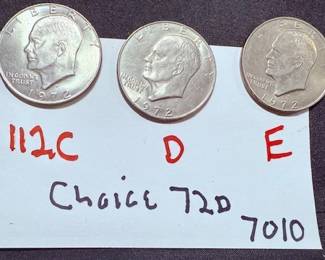 LIBERTY LIBERTY LIBERTY
IN GOD WE TRUST IN GOD WE TRUST IN GOD WE TRUST
1972 1972 1972
112C D E
Choice 72D
7010